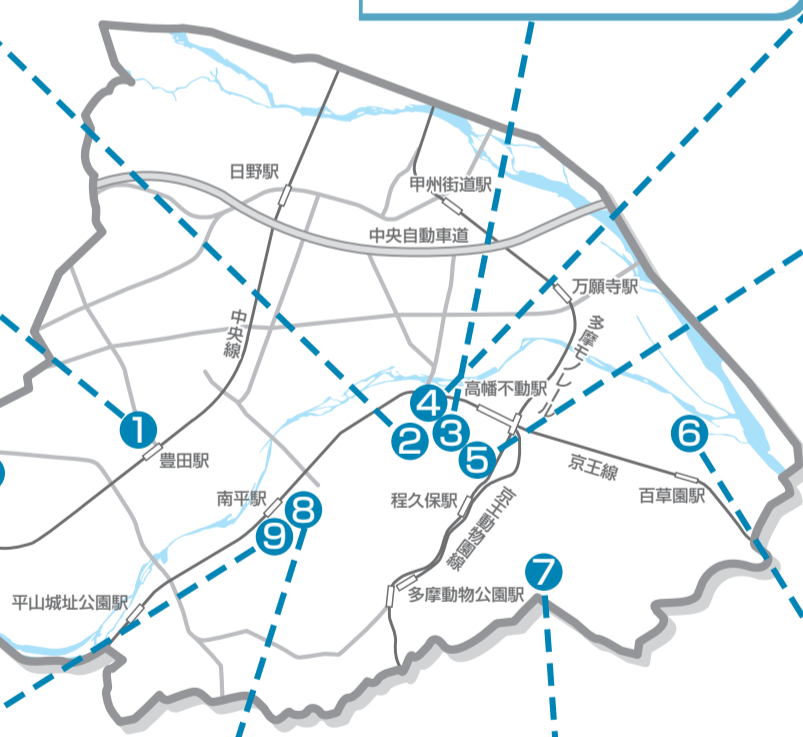 日野駅
甲州街道駅
中央自動車道
万願寺駅
中央線
多摩モノレール
高幡不動駅
4
1
2
3
6
5
豊田駅
京王線
百草園駅
南平駅
8
程久保駅
京王動物園線
9
7
多摩動物公園駅
平山城址公園駅